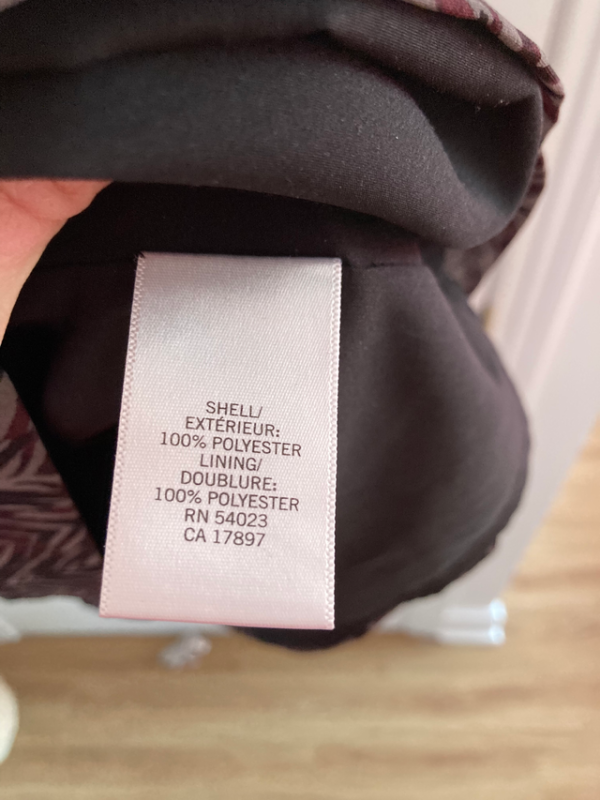 SHELL/
EXTÉRIEUR:
100% POLYESTER
LINING/
DOUBLURE:
100% POLYESTER
RN 54023
CA 17897